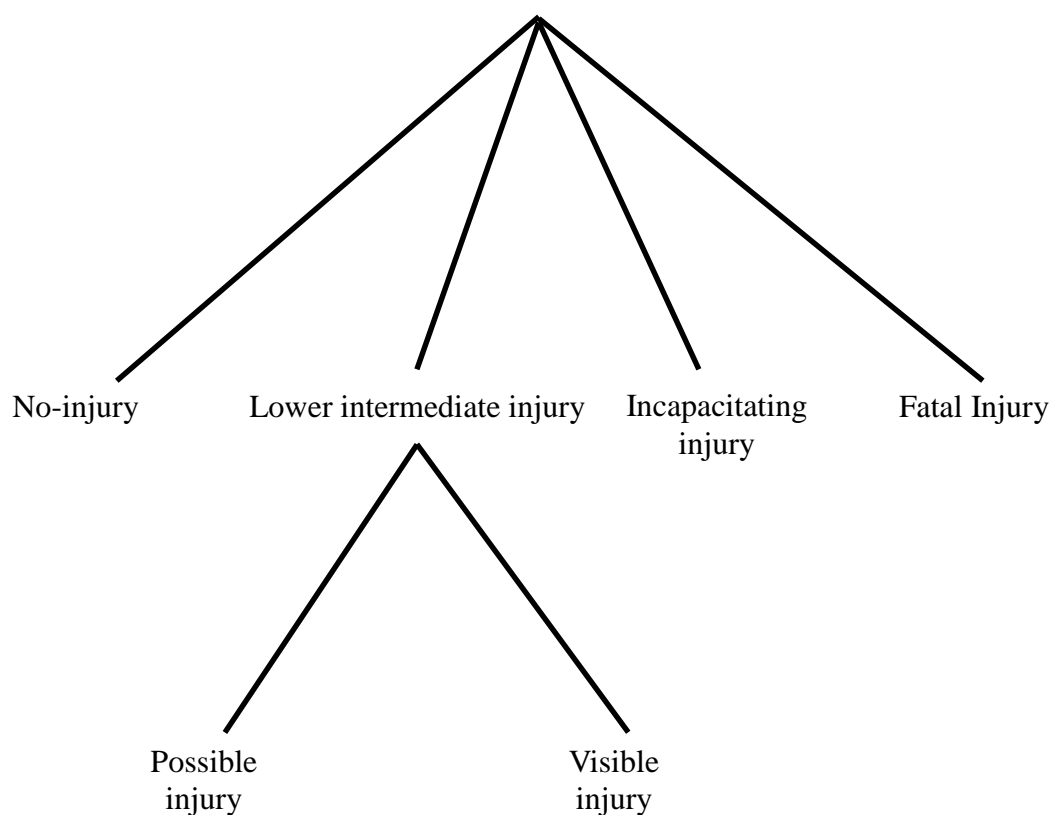 No-injury
Lower intermediate injury
Incapacitating
injury
Fatal Injury
Possible
injury
Visible
injury